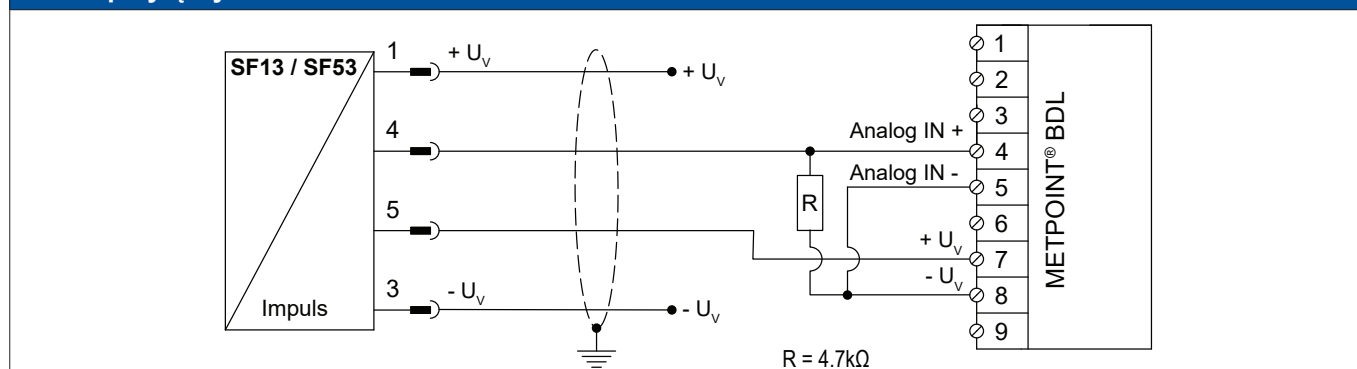 SF13 / SF53
Impuls
1
+ Uᵥ
+ Uᵥ
4
5
3
- Uᵥ
- Uᵥ
Analog IN +
Analog IN -
R
+ Uᵥ
- Uᵥ
R = 4.7kΩ
1
2
3
4
5
6
7
8
9
METPOINT® BDL